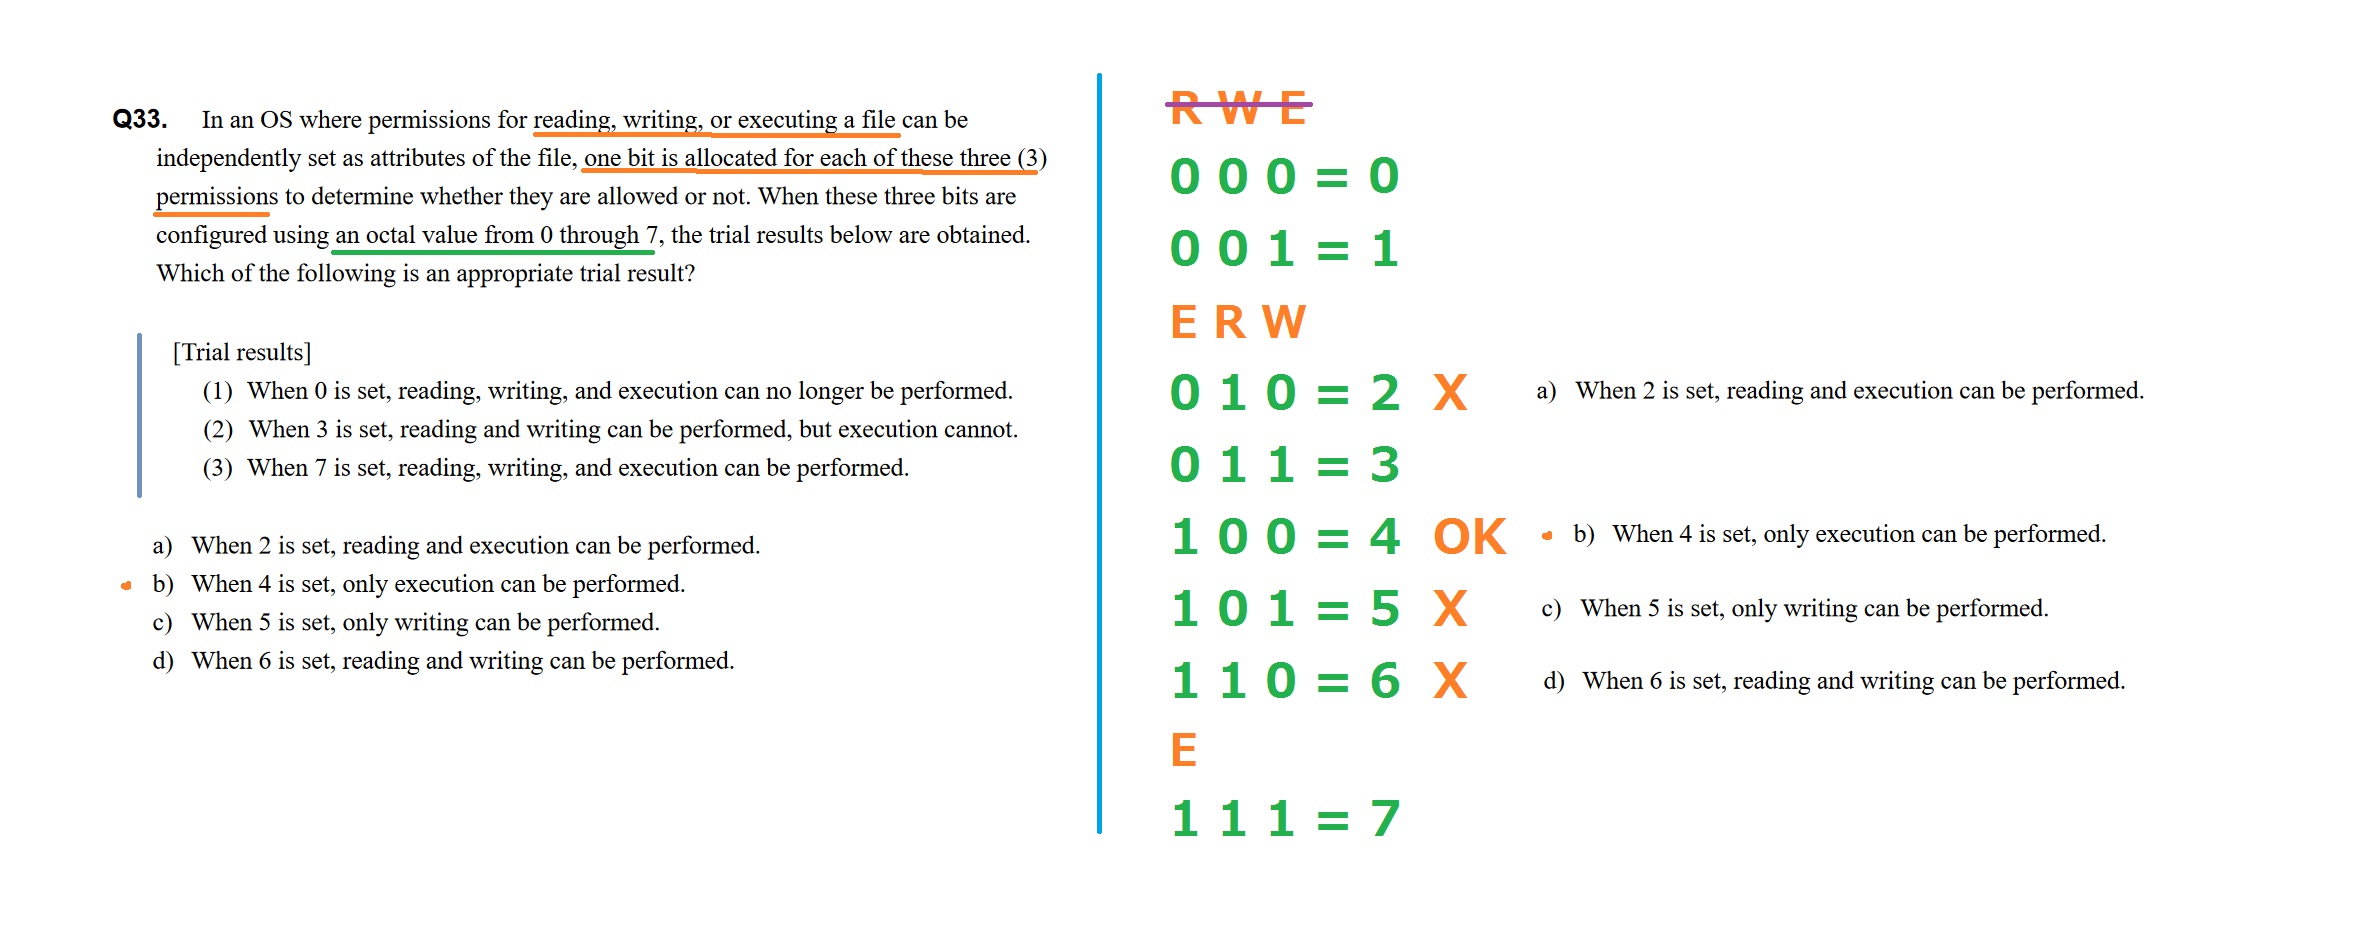 Q33. In an OS where permissions for reading, writing, or executing a file can be
independently set as attributes of the file, one bit is allocated for each of these three (3)
permissions to determine whether they are allowed or not. When these three bits are
configured using an octal value from 0 through 7, the trial results below are obtained.
Which of the following is an appropriate trial result?
[Trial results]
(1) When 0 is set, reading, writing, and execution can no longer be performed.
(2) When 3 is set, reading and writing can be performed, but execution cannot.
(3) When 7 is set, reading, writing, and execution can be performed.
a) When 2 is set, reading and execution can be performed.
b) When 4 is set, only execution can be performed.
c) When 5 is set, only writing can be performed.
d) When 6 is set, reading and writing can be performed.
R W E
0 0 0 = 0
0 0 1 = 1
E R W
0 1 0 = 2 X a) When 2 is set, reading and execution can be performed.
0 1 1 = 3
1 0 0 = 4 OK b) When 4 is set, only execution can be performed.
1 0 1 = 5 X c) When 5 is set, only writing can be performed.
1 1 0 = 6 X d) When 6 is set, reading and writing can be performed.
E
1 1 1 = 7